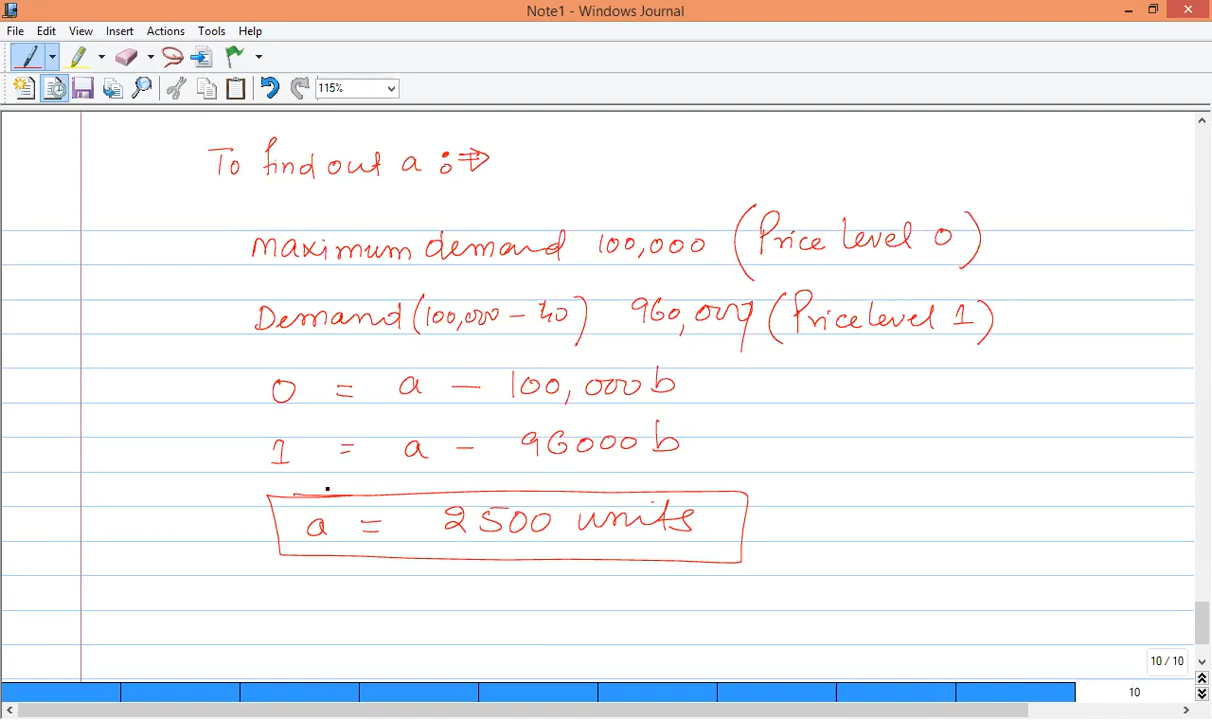 Note1 - Windows Journal
File Edit View Insert Actions Tools Help
115%
To find out a :⇒
Maximum demand 100,000 (Price level 0)
Demand (100,000 - 40) 960,000 (Price level 1)
0 = a - 100,000b
1 = a - 96000b
a = 2500 units
10 / 10
10